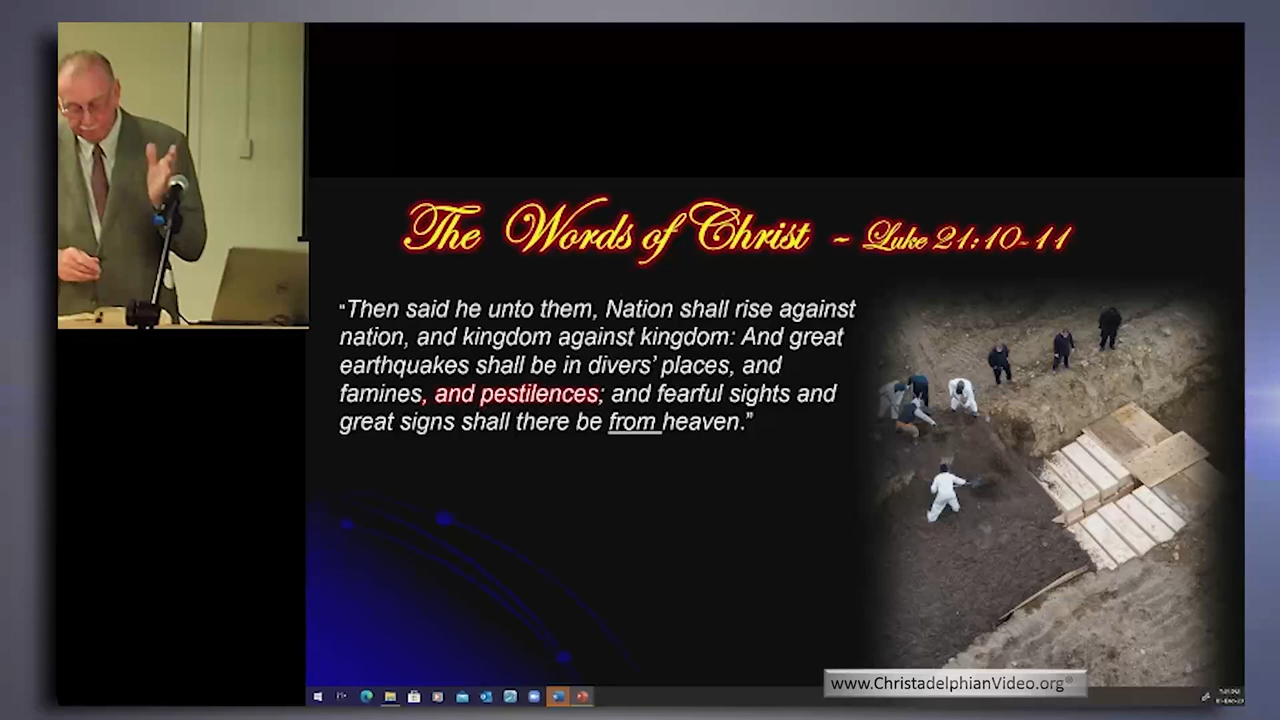 The Words of Christ ~ Luke 21:10-11
"Then said he unto them, Nation shall rise against
nation, and kingdom against kingdom: And great
earthquakes shall be in divers’ places, and
famines, and pestilences; and fearful sights and
great signs shall there be from heaven."
www.ChristadelphianVideo.org®